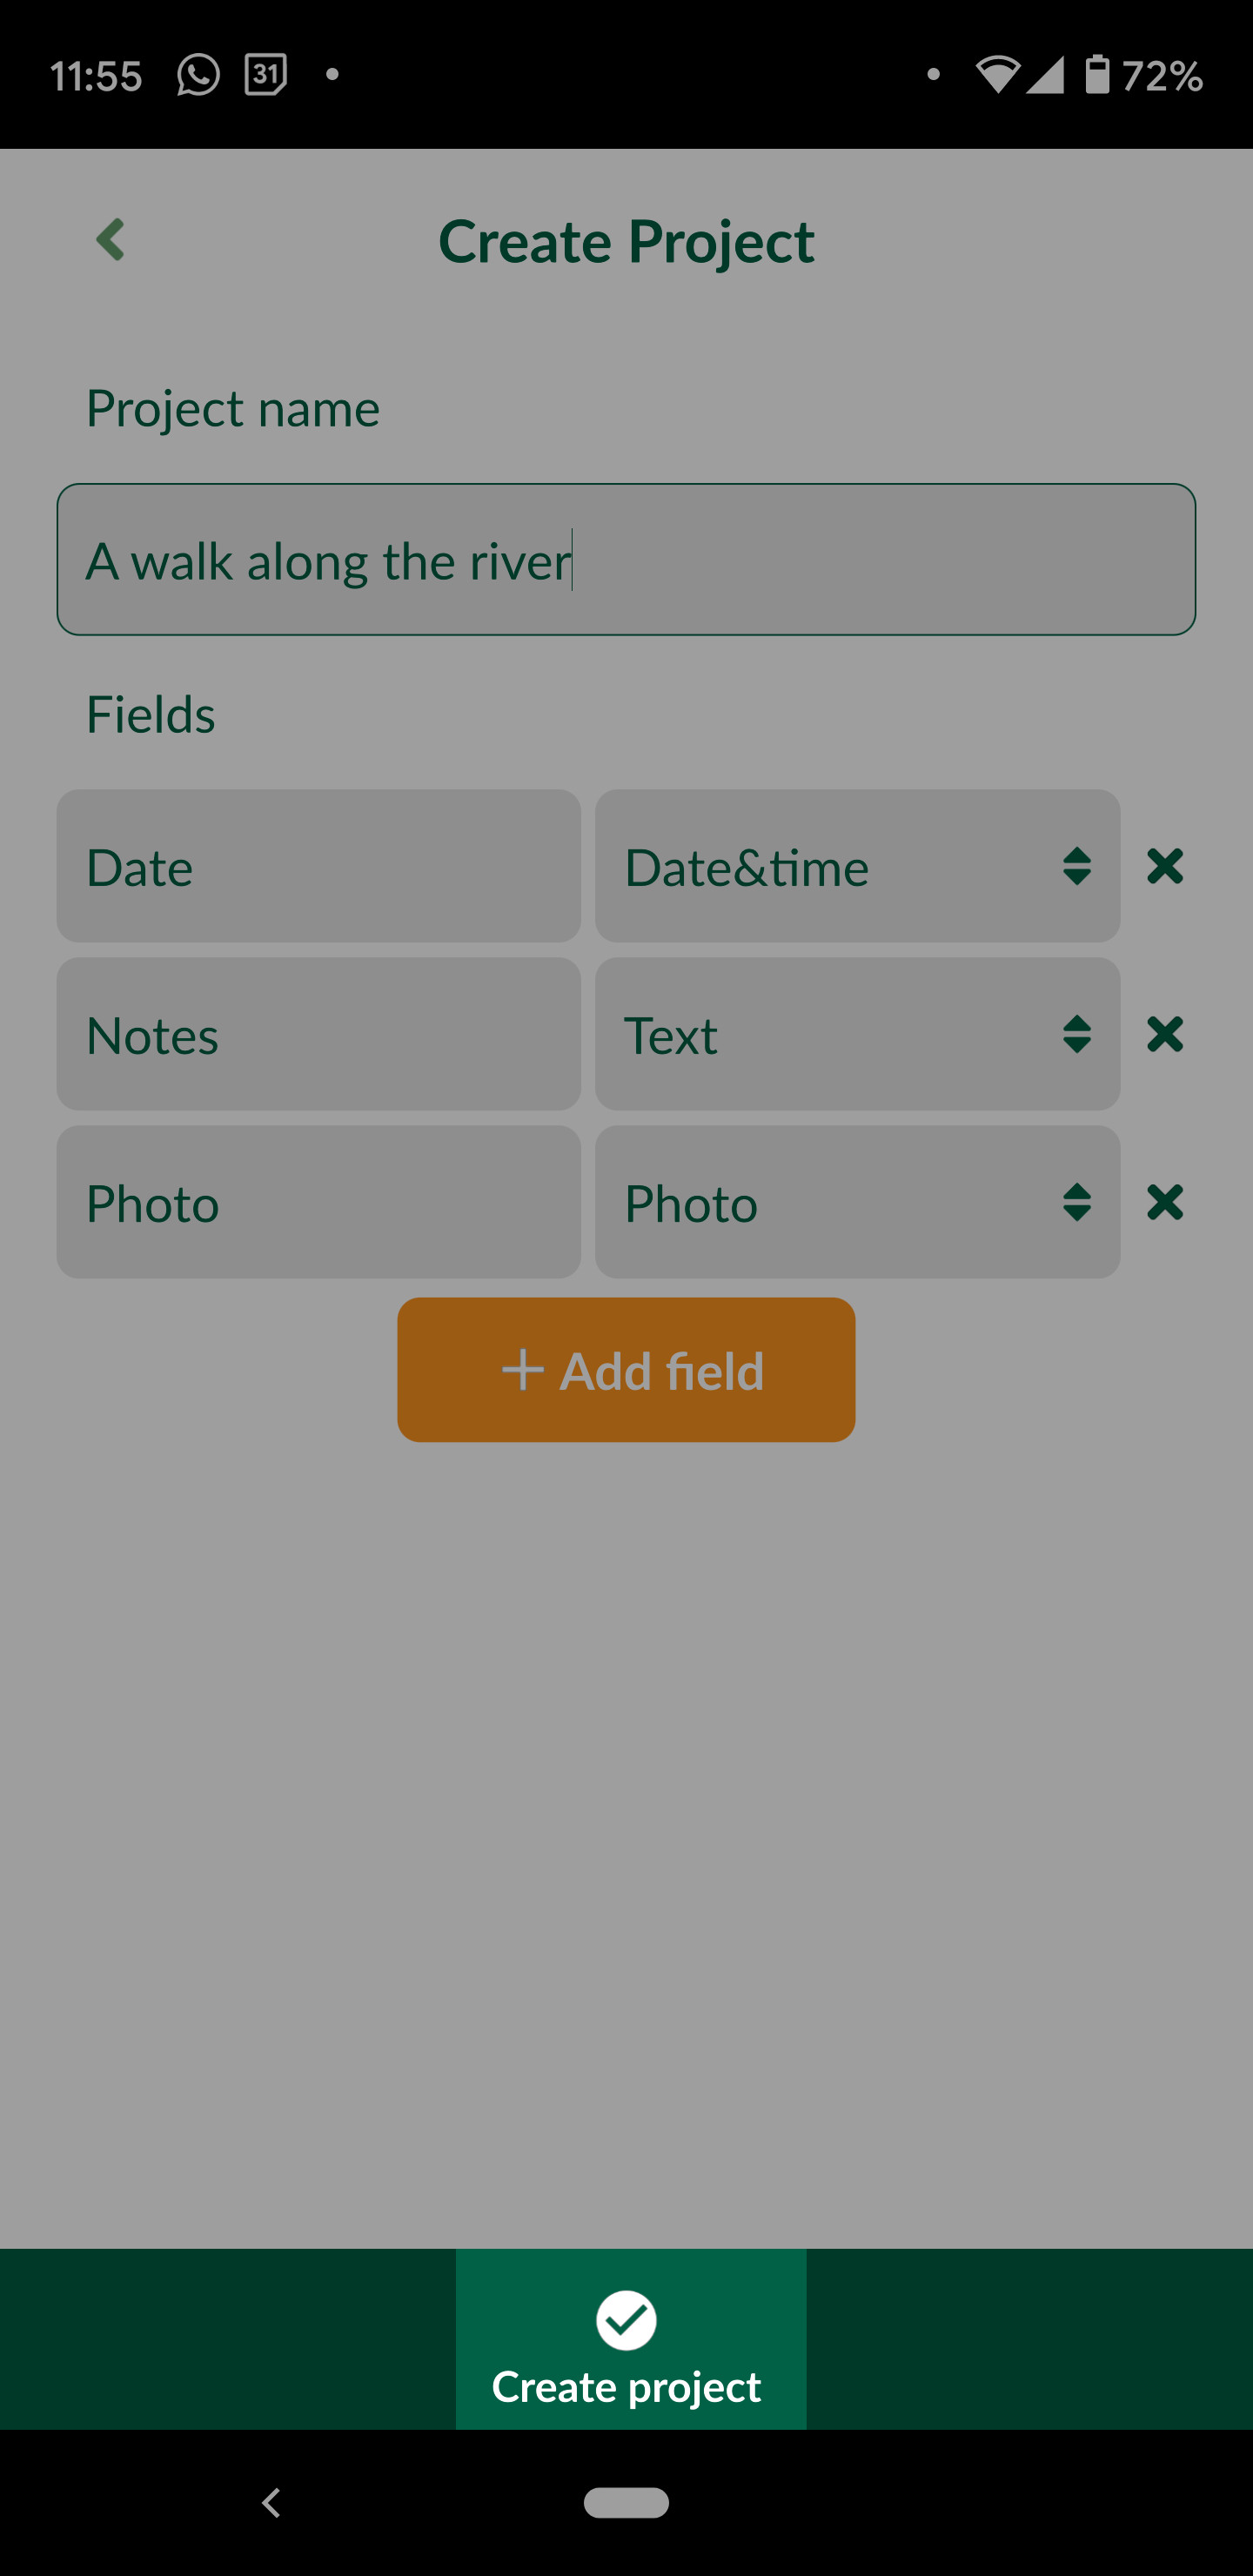 11:55 31 72%
Create Project
Project name
A walk along the river
Fields
Date Date&time
Notes Text
Photo Photo
Add field
Create project